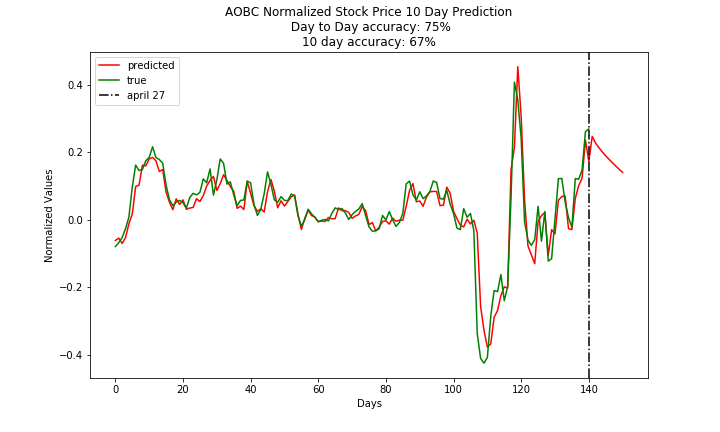 AOBC Normalized Stock Price 10 Day Prediction
Day to Day accuracy: 75%
10 day accuracy: 67%
predicted
true
april 27
Normalized Values
0.4
0.2
0.0
−0.2
−0.4
0 20 40 60 80 100 120 140
Days